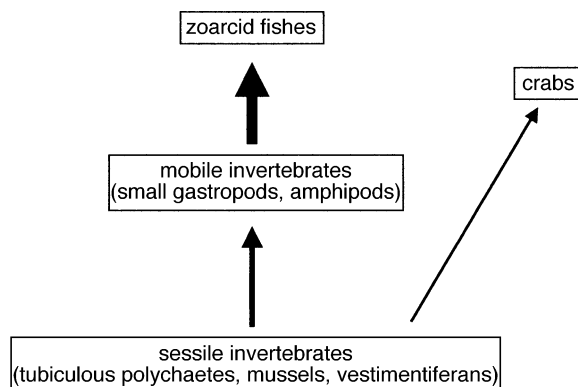 zoarcid fishes
crabs
mobile invertebrates
(small gastropods, amphipods)
sessile invertebrates
(tubiculous polychaetes, mussels, vestimentiferans)